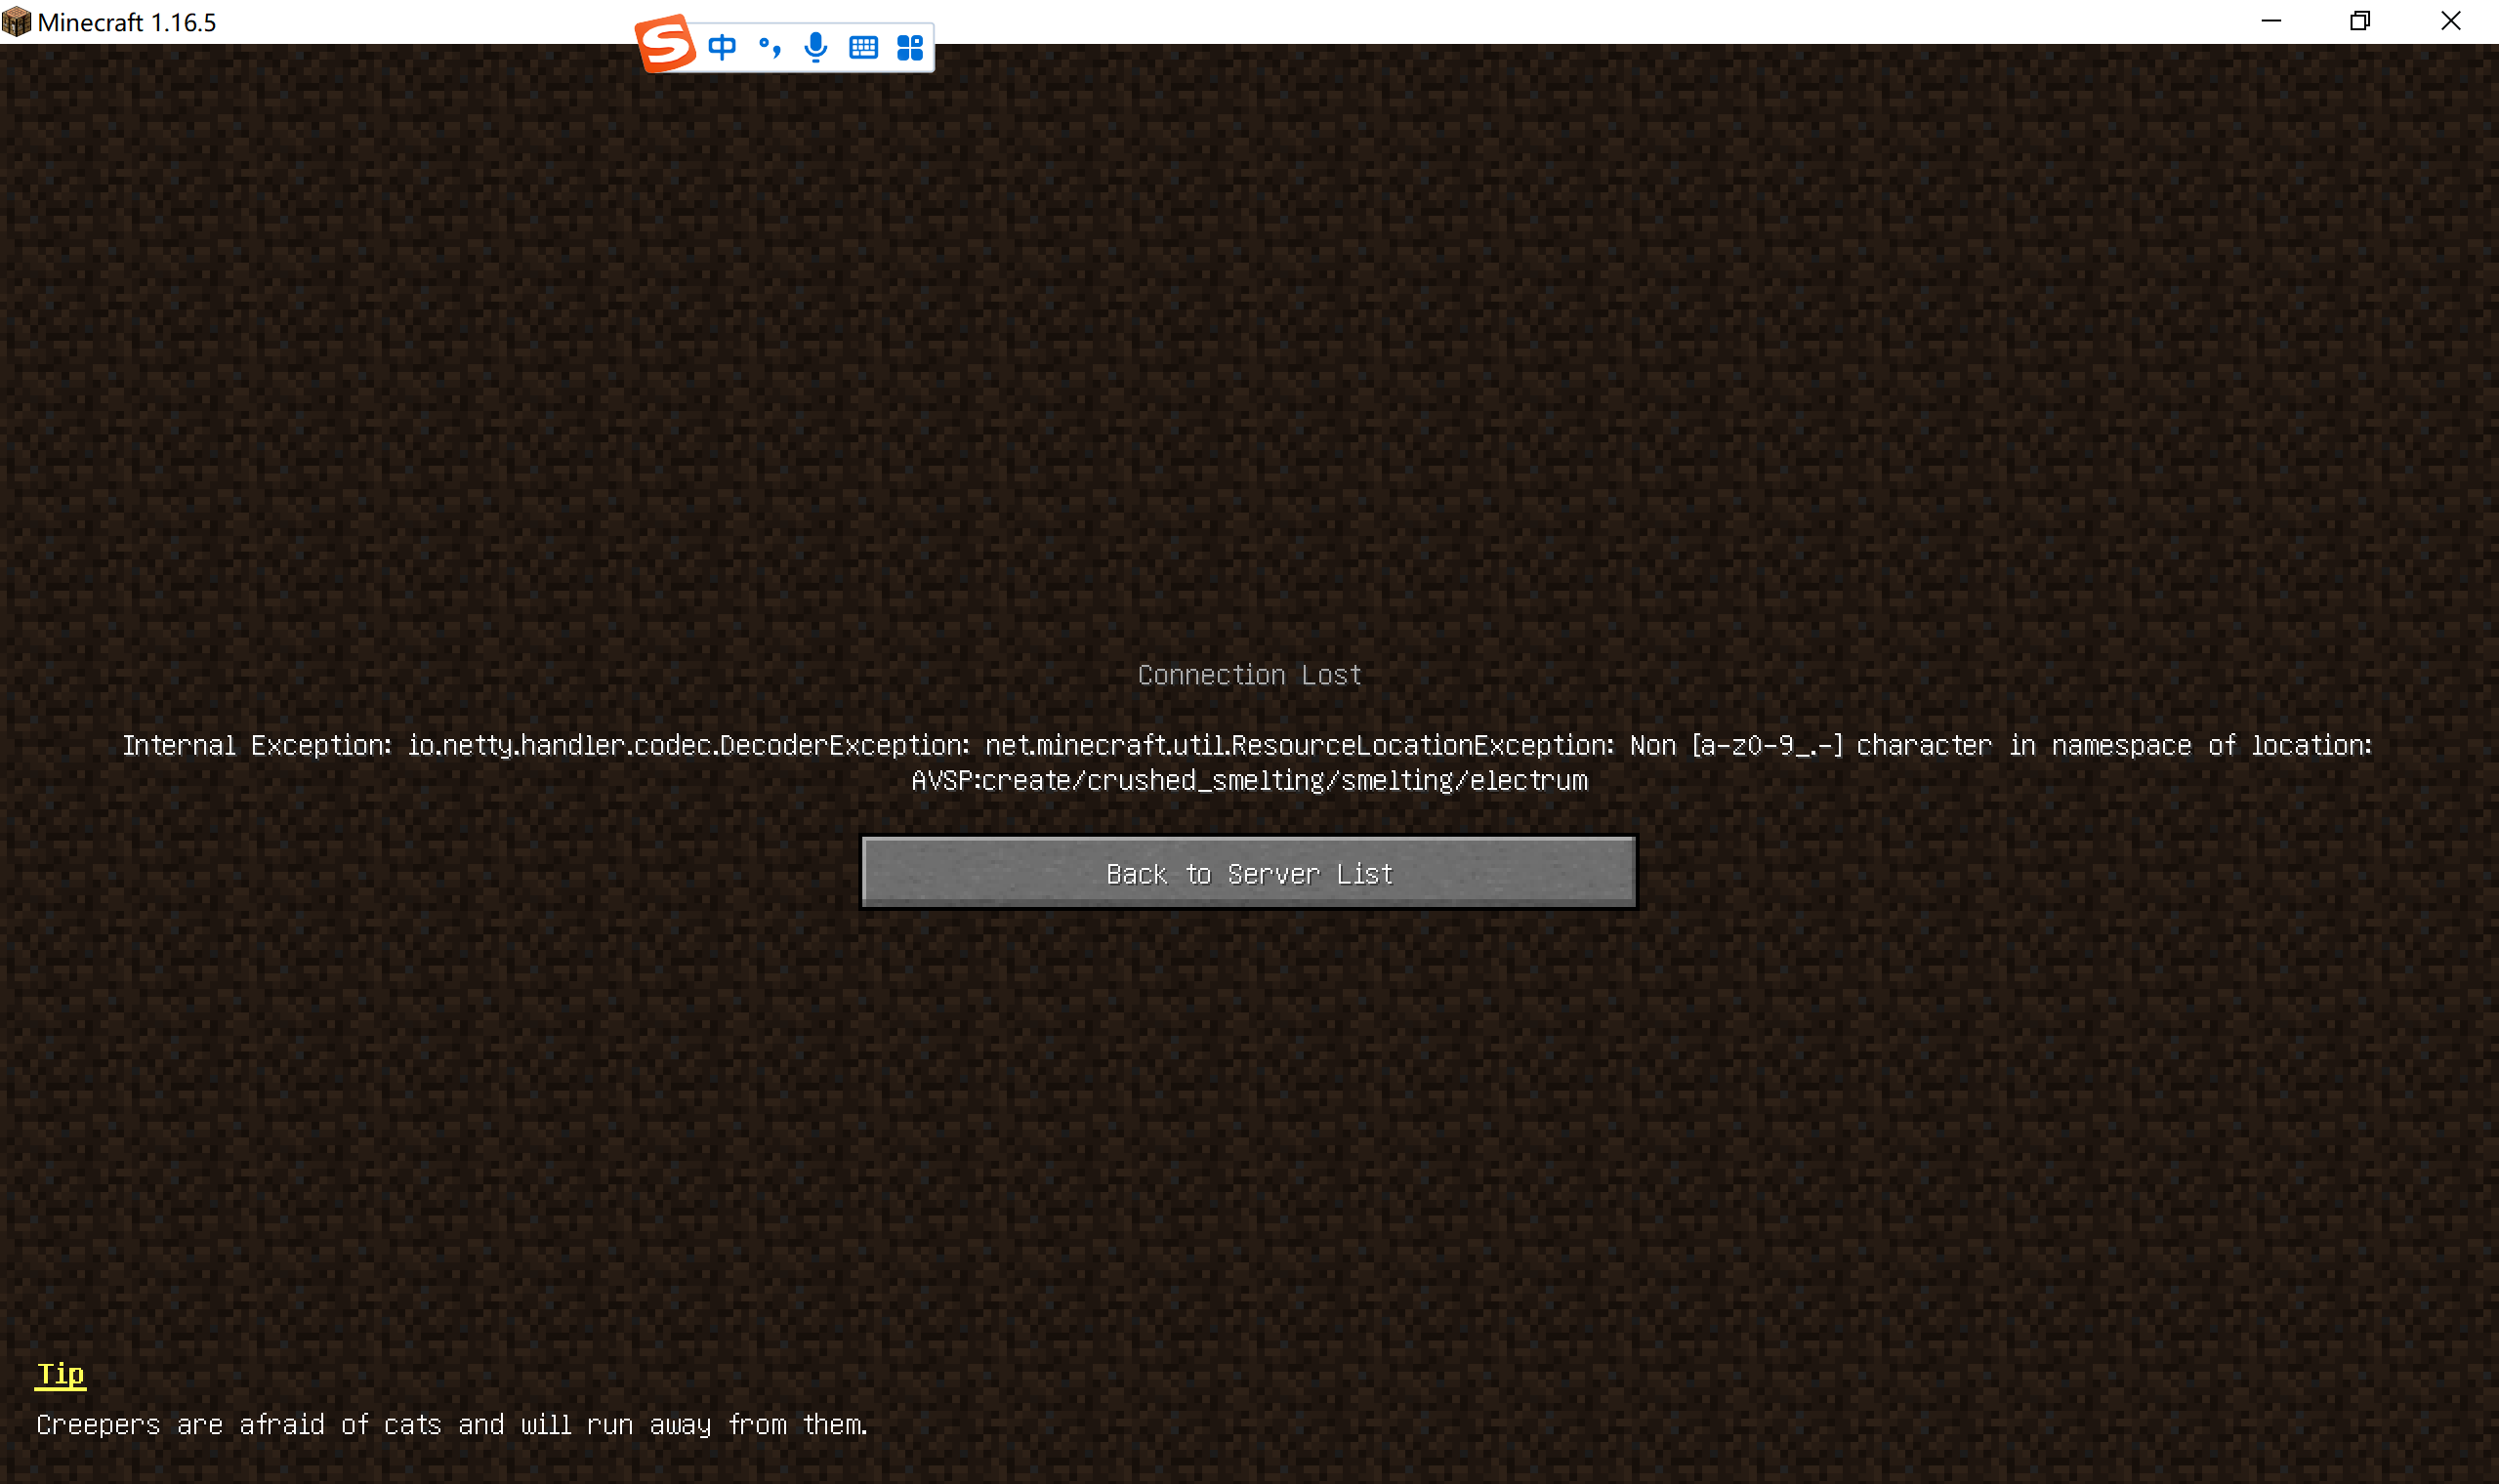 Minecraft 1.16.5
中
Connection Lost
Internal Exception: io.netty.handler.codec.DecoderException: net.minecraft.util.ResourceLocationException: Non [a-z0-9_.-] character in namespace of location:
AVSP:create/crushed_smelting/smelting/electrum
Back to Server List
Tip
Creepers are afraid of cats and will run away from them.